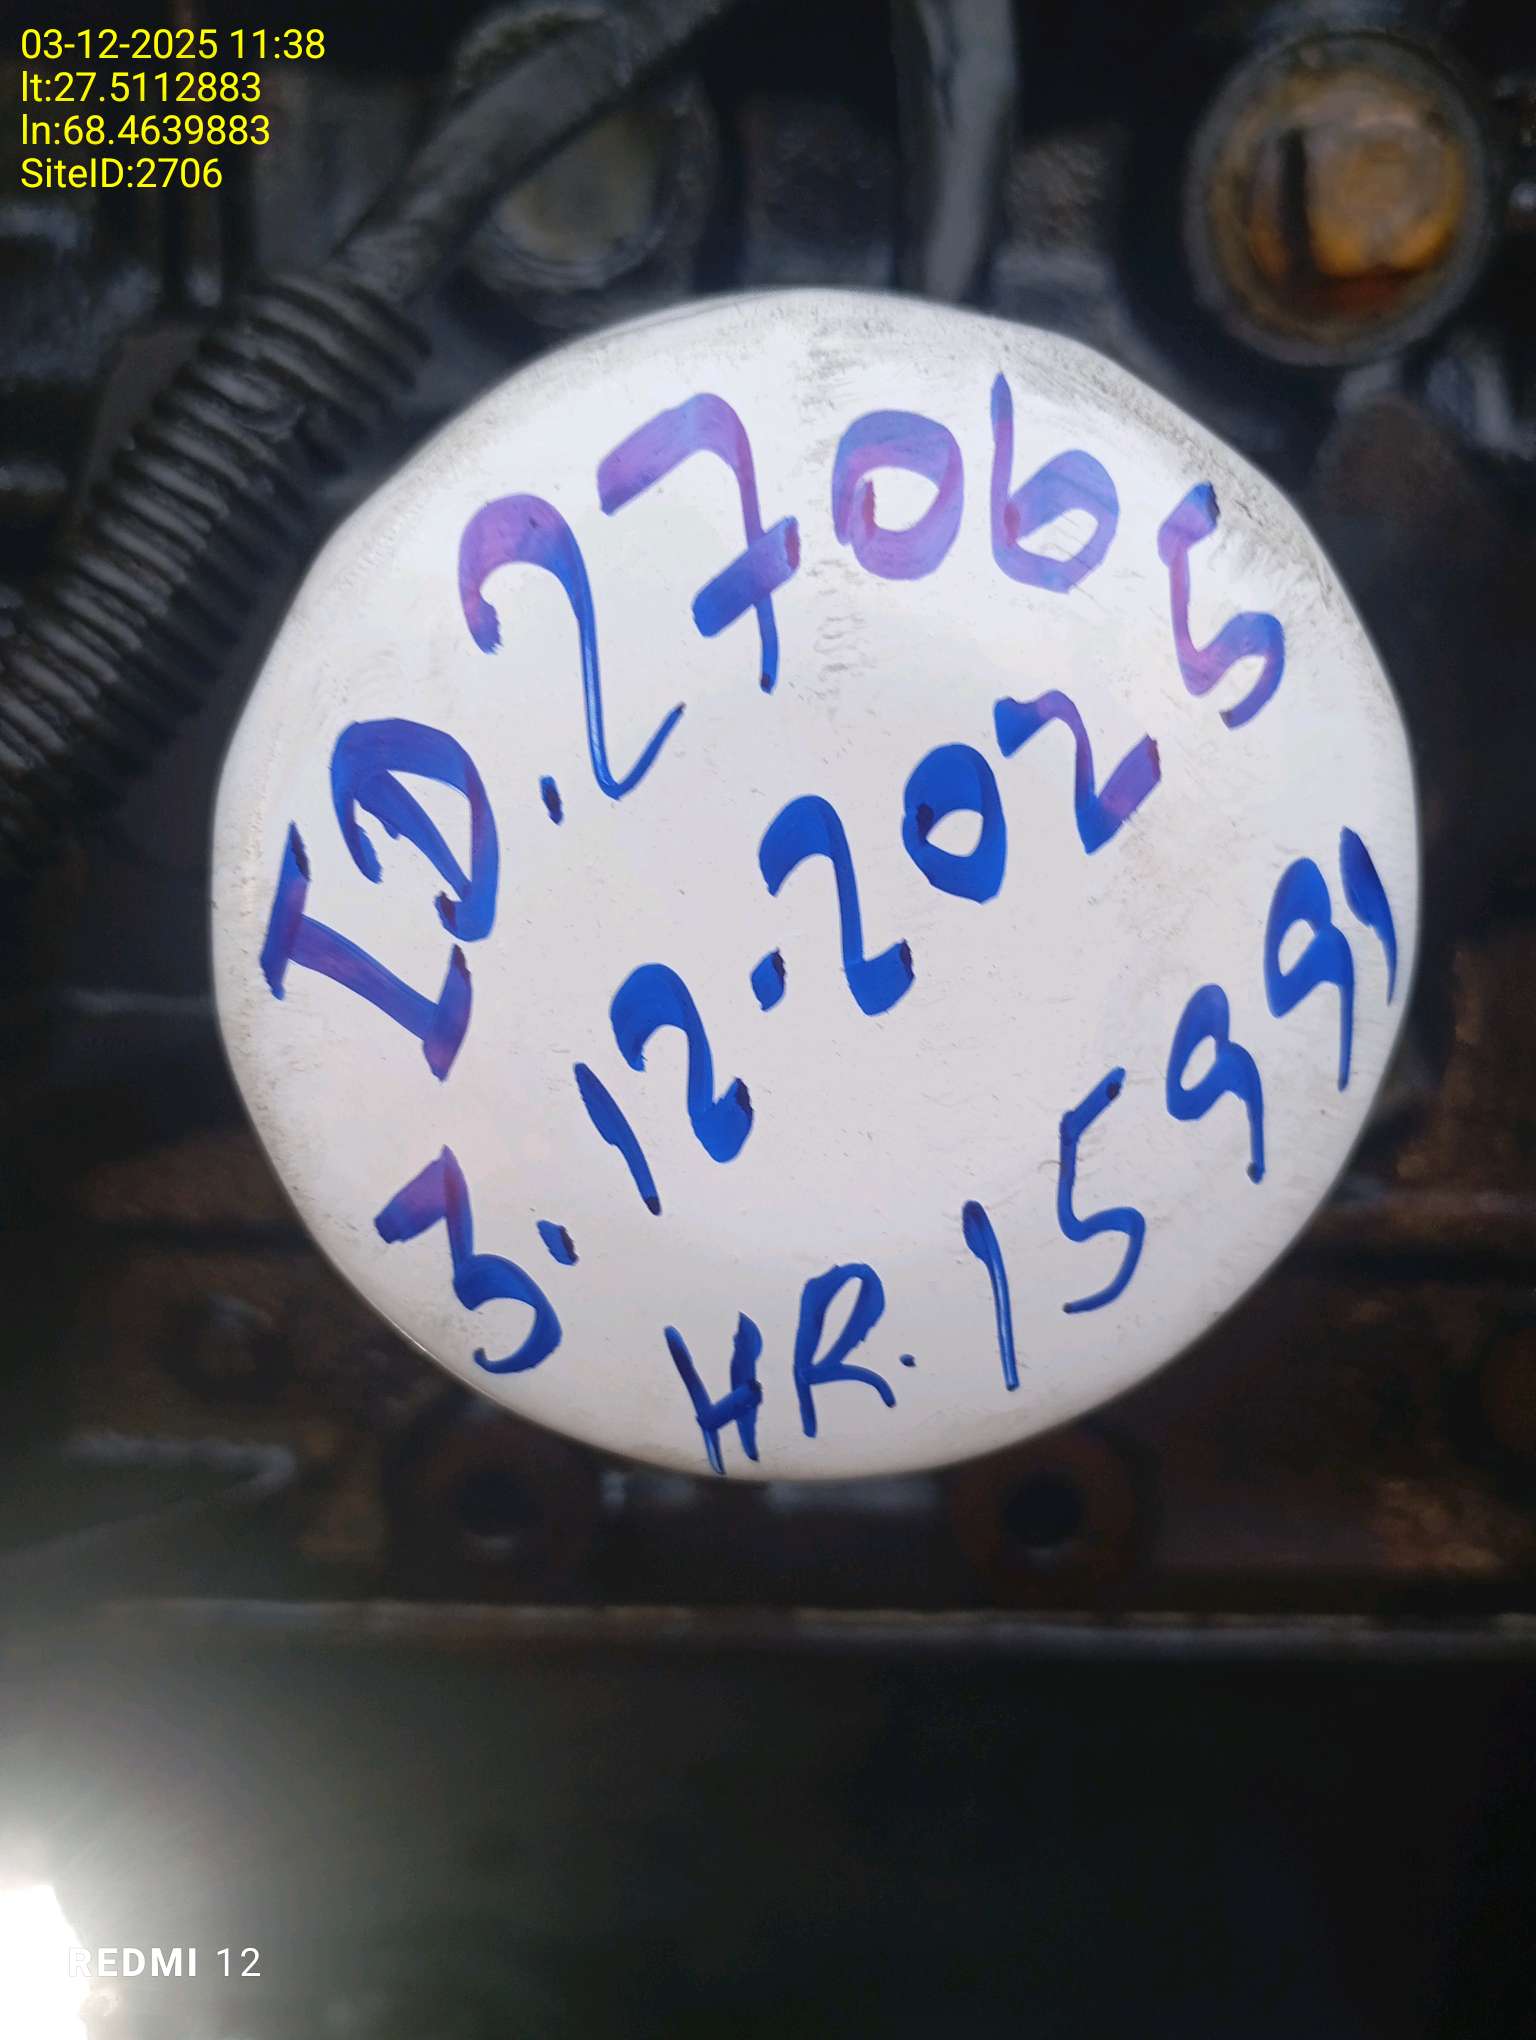 03-12-2025 11:38
lt:27.5112883
ln:68.4639883
SiteID:2706
ID. 2706
3.12.2025
HR. 15991
REDMI 12